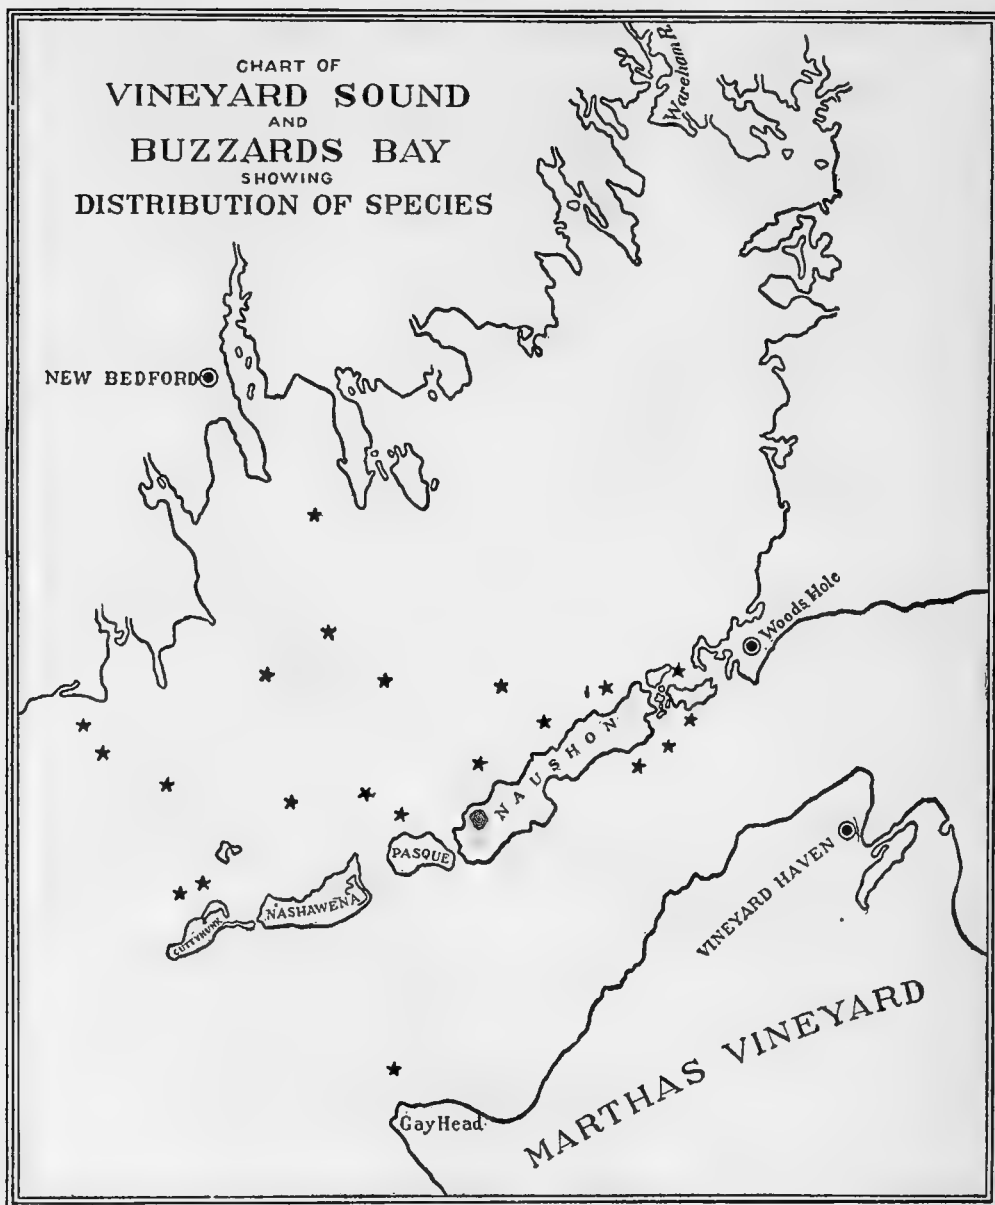 CHART OF
VINEYARD SOUND
AND
BUZZARDS BAY
SHOWING
DISTRIBUTION OF SPECIES
Wareham R.
NEW BEDFORD
Woods Hole
NAUSHON
PASQUE
NASHAWENA
CUTTYHUNK
VINEYARD HAVEN
MARTHAS VINEYARD
Gay Head